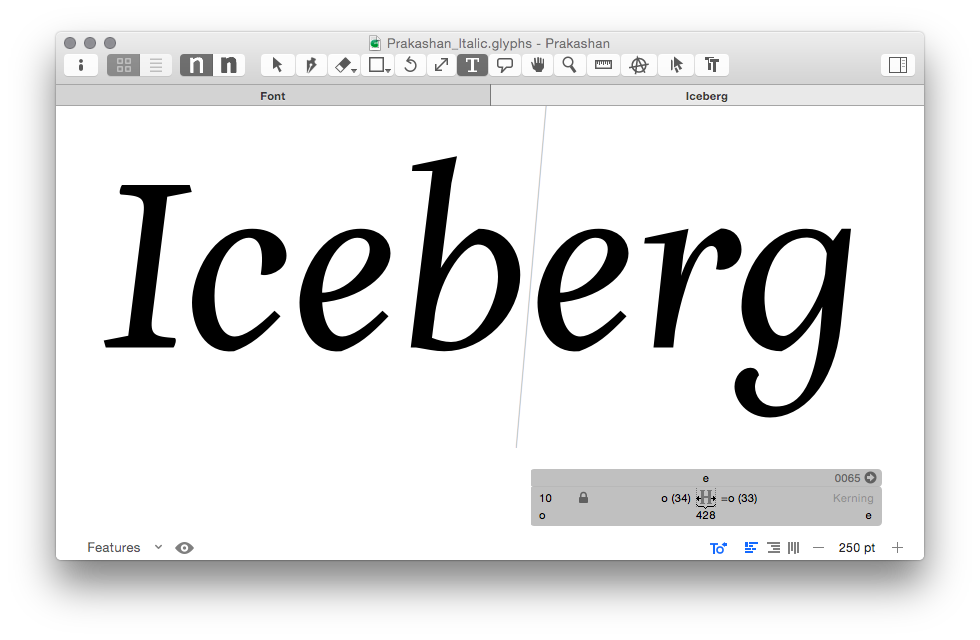 Prakashan_Italic.glyphs - Prakashan
n n T
Font Iceberg
Iceberg
e 0065
10 o (34) H =o (33) Kerning
o 428 e
Features 250 pt